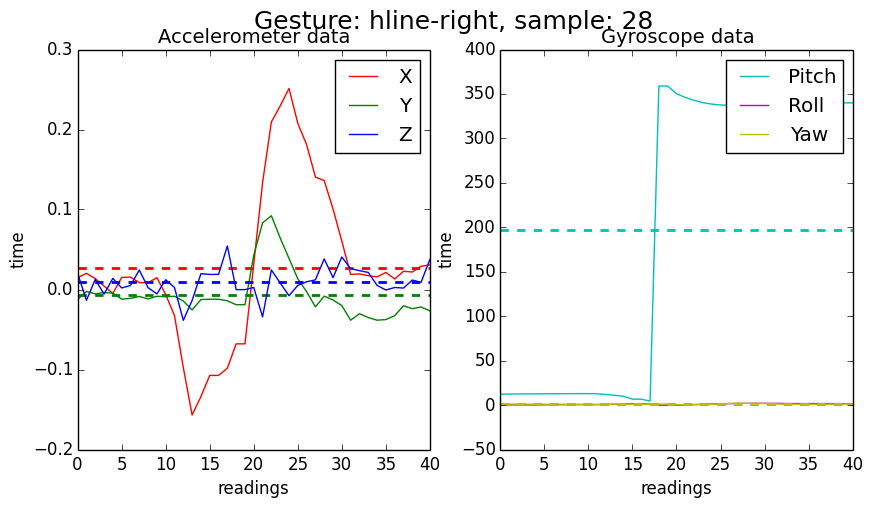 Gesture: hline-right, sample: 28
Accelerometer data
0.3
0.2
0.1
0.0
−0.1
−0.2
time
0 5 10 15 20 25 30 35 40
readings
X
Y
Z
Gyroscope data
400
350
300
250
200
150
100
50
0
−50
time
0 5 10 15 20 25 30 35 40
readings
Pitch
Roll
Yaw